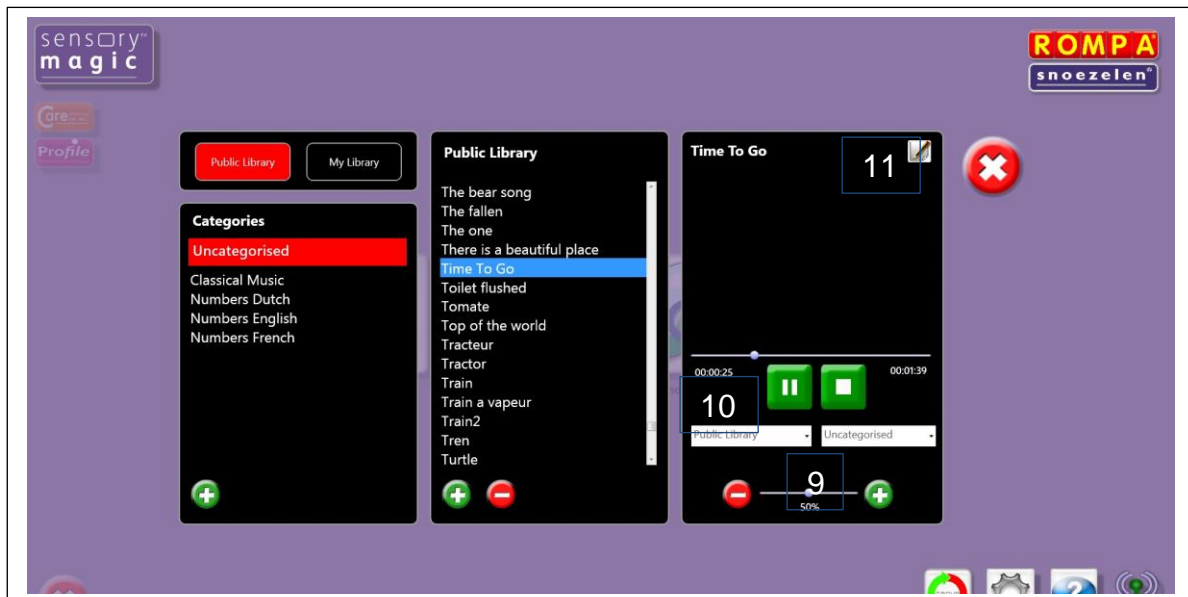 sensory™
magic
ROMPA®
snoezelen®
Care
Profile
Public Library
My Library
Categories
Uncategorised
Classical Music
Numbers Dutch
Numbers English
Numbers French
Public Library
The bear song
The fallen
The one
There is a beautiful place
Time To Go
Toilet flushed
Tomate
Top of the world
Tracteur
Tractor
Train
Train a vapeur
Train2
Tren
Turtle
Time To Go
11
00:00:25
00:01:39
10
Public Library
Uncategorised
9
50%
GROUP